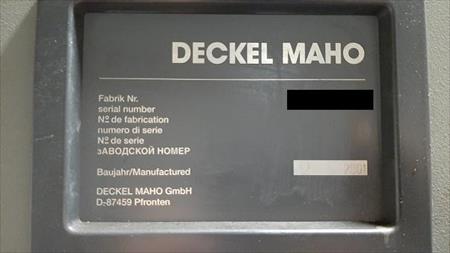 DECKEL MAHO
Fabrik Nr.
serial number
Nº de fabrication
numero di serie
Nº de serie
зАВОДСКОЙ НОМЕР
Baujahr/Manufactured 2001
DECKEL MAHO GmbH
D-87459 Pfronten